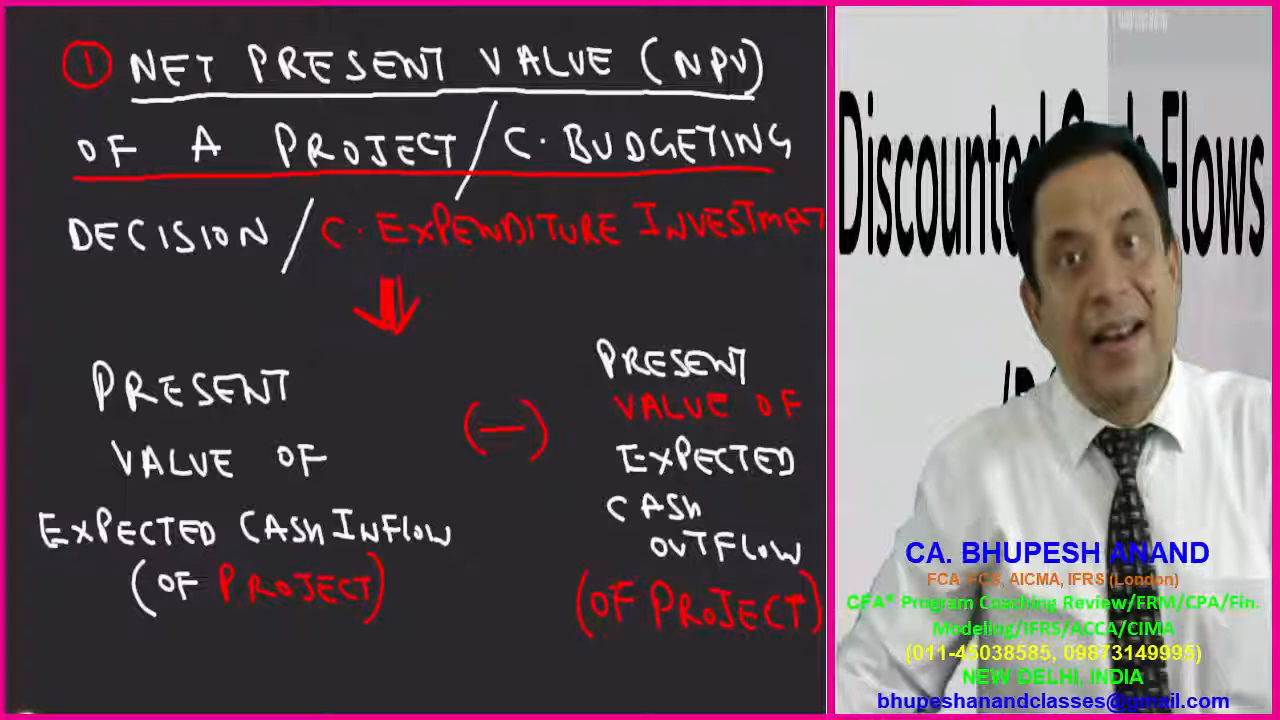 ① NET PRESENT VALUE (NPV)
OF A PROJECT / C. BUDGETING
DECISION / C. EXPENDITURE INVESTMENT
PRESENT
VALUE OF
EXPECTED CASH INFLOW
(OF PROJECT)
(—)
PRESENT
VALUE OF
EXPECTED
CASH
OUTFLOW
(OF PROJECT)
Discounted Cash Flows
CA. BHUPESH ANAND
FCA, FCS, AICMA, IFRS (London)
CFA® Program Coaching Review/FRM/CPA/Fin.
Modeling/IFRS/ACCA/CIMA
(011-45038585, 09873149995)
NEW DELHI, INDIA
bhupeshanandclasses@gmail.com